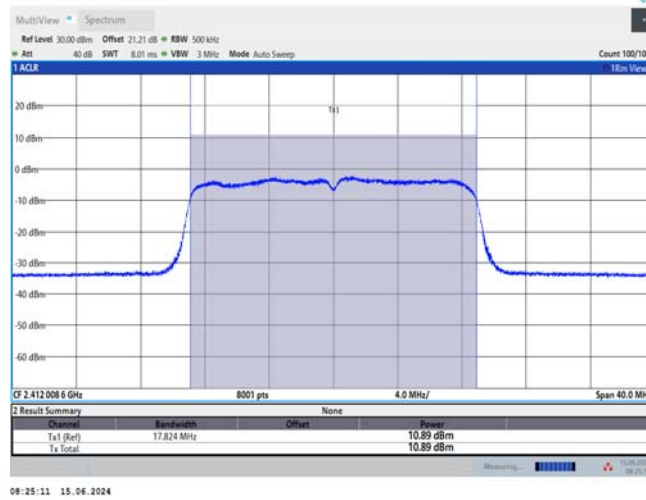 MultiView Spectrum
Ref Level 30.00 dBm Offset 21.21 dB RBW 500 kHz
Att 40 dB SWT 8.01 ms VBW 3 MHz Mode Auto Sweep Count 100/10
1 ACLR 1Rm View
Tx1
20 dBm
10 dBm
0 dBm
-10 dBm
-20 dBm
-30 dBm
-40 dBm
-50 dBm
-60 dBm
CF 2.412 008 6 GHz 8001 pts 4.0 MHz/ Span 40.0 MH
2 Result Summary None
Channel Bandwidth Offset Power
Tx1 (Ref) 17.824 MHz 10.89 dBm
Tx Total 10.89 dBm
Measuring...
08:25:11 15.06.2024